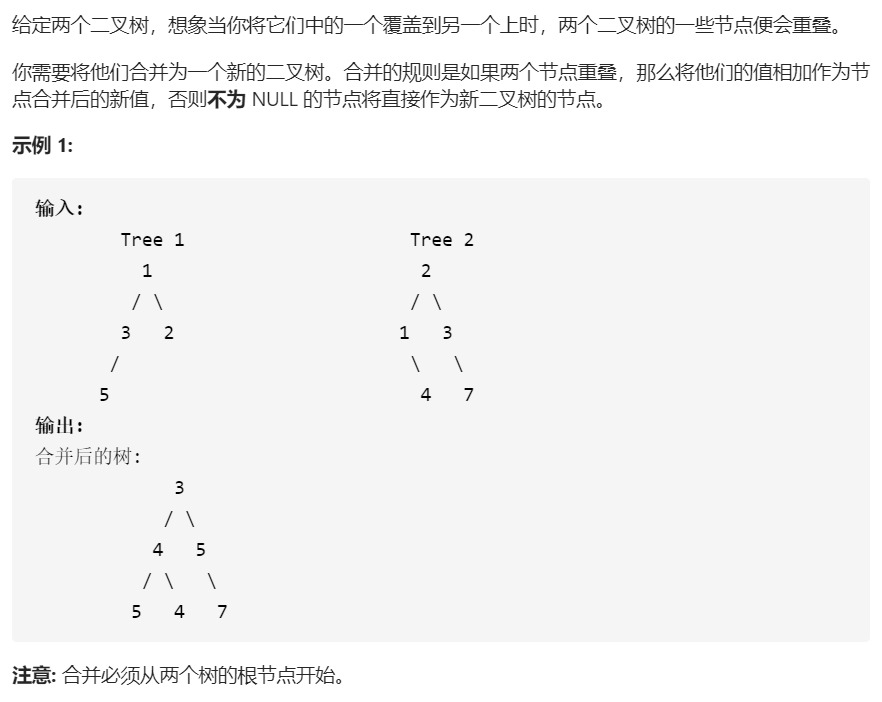 给定两个二叉树，想象当你将它们中的一个覆盖到另一个上时，两个二叉树的一些节点便会重叠。
你需要将他们合并为一个新的二叉树。合并的规则是如果两个节点重叠，那么将他们的值相加作为节
点合并后的新值，否则不为 NULL 的节点将直接作为新二叉树的节点。
示例 1:
输入:
        Tree 1                     Tree 2
          1                         2
         / \                       / \
        3   2                     1   3
       /                           \   \
      5                             4   7
输出:
合并后的树:
             3
            / \
           4   5
          / \   \
         5   4   7
注意: 合并必须从两个树的根节点开始。